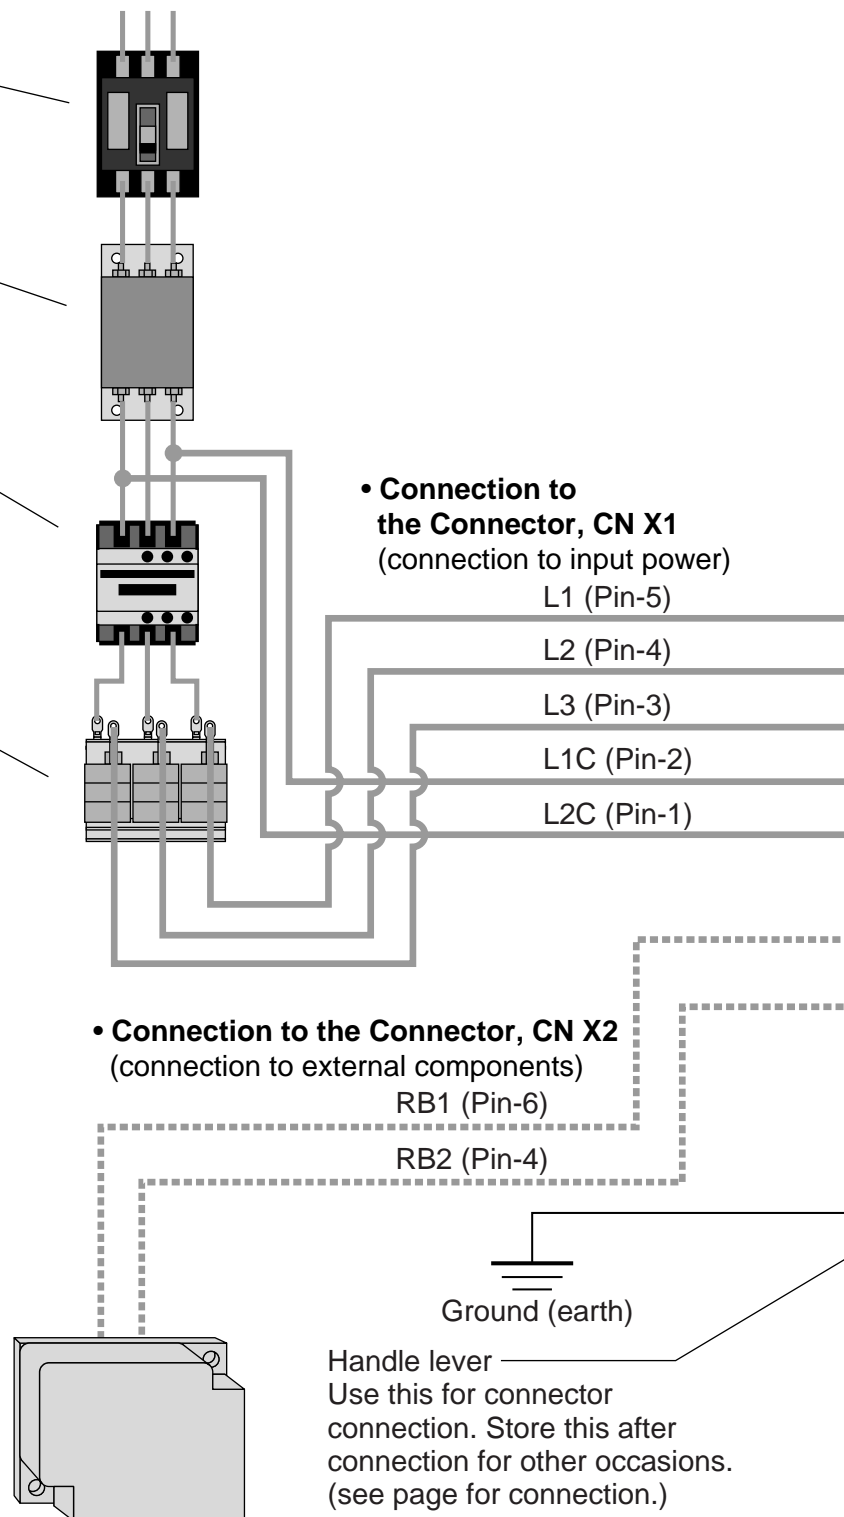 • Connection to
the Connector, CN X1
(connection to input power)
L1 (Pin-5)
L2 (Pin-4)
L3 (Pin-3)
L1C (Pin-2)
L2C (Pin-1)
• Connection to the Connector, CN X2
(connection to external components)
RB1 (Pin-6)
RB2 (Pin-4)
Ground (earth)
Handle lever
Use this for connector
connection. Store this after
connection for other occasions.
(see page for connection.)